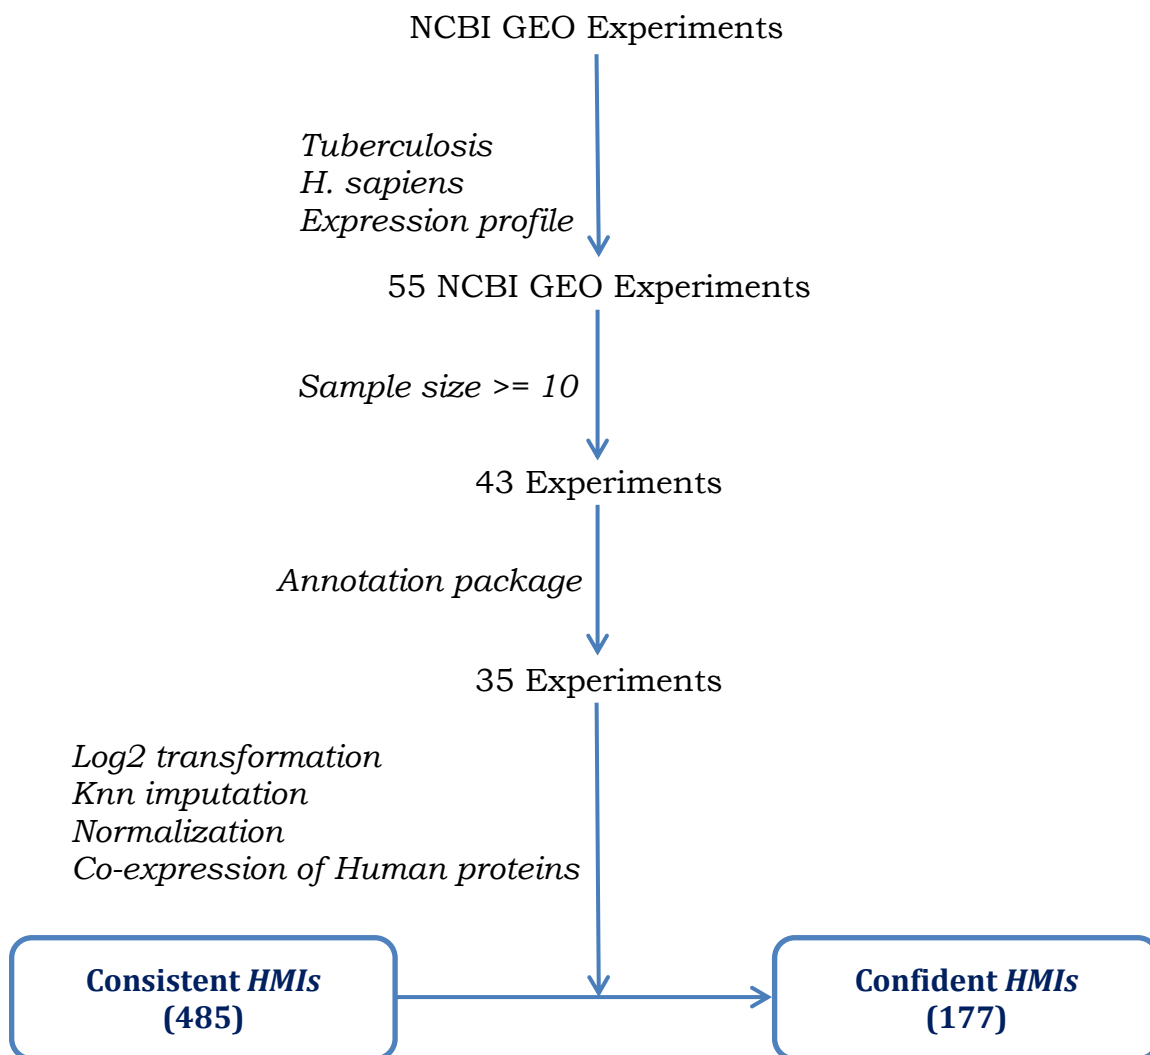 NCBI GEO Experiments
Tuberculosis
H. sapiens
Expression profile
55 NCBI GEO Experiments
Sample size >= 10
43 Experiments
Annotation package
35 Experiments
Log2 transformation
Knn imputation
Normalization
Co-expression of Human proteins
Consistent HMIs
(485)
Confident HMIs
(177)